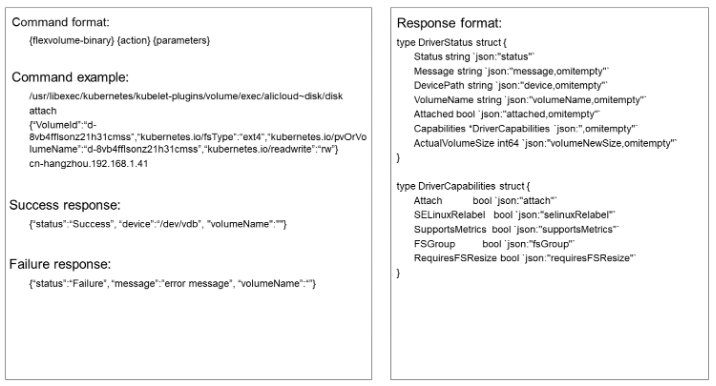 Command format:
{flexvolume-binary} {action} {parameters}
Command example:
/usr/libexec/kubernetes/kubelet-plugins/volume/exec/alicloud~disk/disk
attach
{"VolumeId":"d-
8vb4fflsonz21h31cmss","kubernetes.io/fsType":"ext4","kubernetes.io/pvOrVo
lumeName":"d-8vb4fflsonz21h31cmss","kubernetes.io/readwrite":"rw"}
cn-hangzhou.192.168.1.41
Success response:
{"status":"Success", "device":"/dev/vdb", "volumeName":""}
Failure response:
{"status":"Failure", "message":"error message", "volumeName":""}
Response format:
type DriverStatus struct {
Status string `json:"status"`
Message string `json:"message,omitempty"`
DevicePath string `json:"device,omitempty"`
VolumeName string `json:"volumeName,omitempty"`
Attached bool `json:"attached,omitempty"`
Capabilities *DriverCapabilities `json:",omitempty"`
ActualVolumeSize int64 `json:"volumeNewSize,omitempty"`
}
type DriverCapabilities struct {
Attach bool `json:"attach"`
SELinuxRelabel bool `json:"selinuxRelabel"`
SupportsMetrics bool `json:"supportsMetrics"`
FSGroup bool `json:"fsGroup"`
RequiresFSResize bool `json:"requiresFSResize"`
}